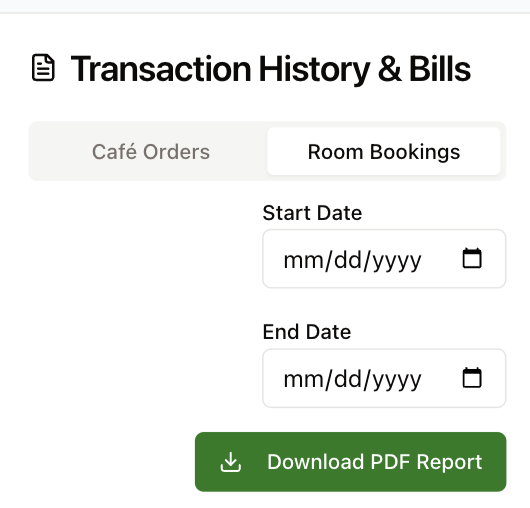 Transaction History & Bills
Café Orders
Room Bookings
Start Date
mm/dd/yyyy
End Date
mm/dd/yyyy
Download PDF Report